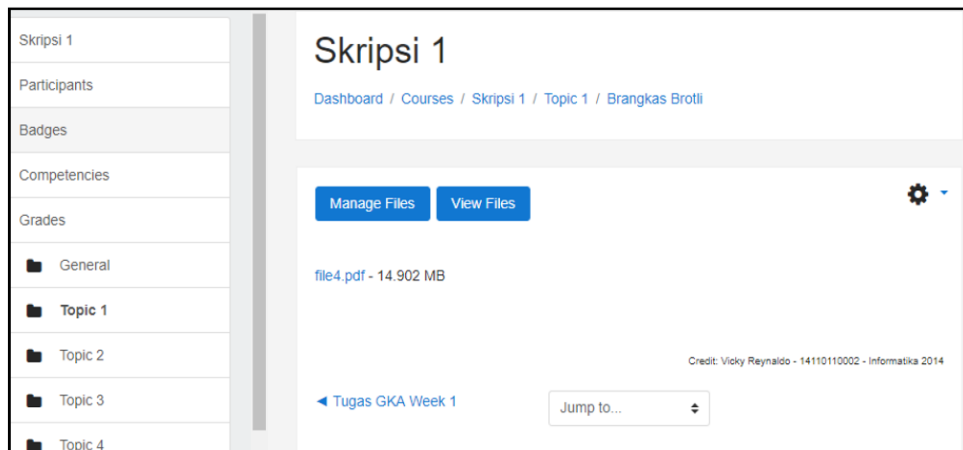 Skripsi 1
Participants
Badges
Competencies
Grades
General
Topic 1
Topic 2
Topic 3
Topic 4
Skripsi 1
Dashboard / Courses / Skripsi 1 / Topic 1 / Brangkas Brotli
Manage Files View Files
file4.pdf - 14.902 MB
Credit: Vicky Reynaldo - 14110110002 - Informatika 2014
◄ Tugas GKA Week 1 Jump to...